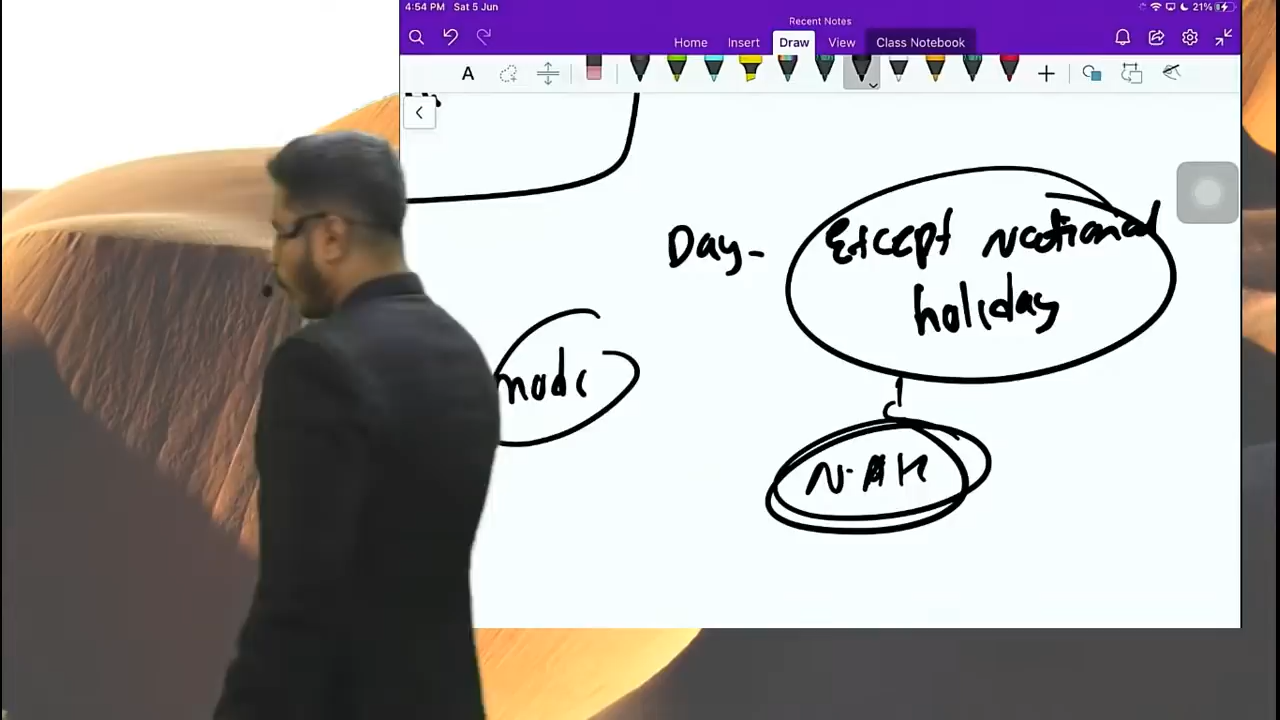 4:54 PM Sat 5 Jun
21%
Recent Notes
Home Insert Draw View Class Notebook
A
Day- Except National
holiday
mode
N.AH